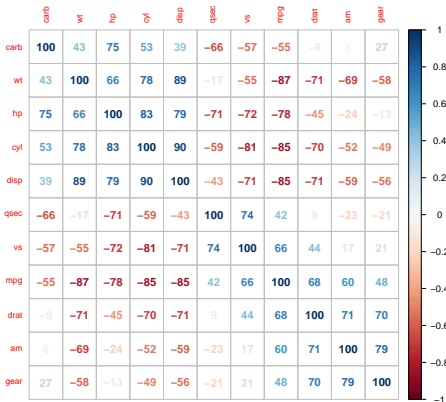 carb wt hp cyl disp qsec vs mpg drat am gear
carb 100 43 75 53 39 −66 −57 −55 −9 6 27 1
wt 43 100 66 78 89 −17 −55 −87 −71 −69 −58 0.8
hp 75 66 100 83 79 −71 −72 −78 −45 −24 −13 0.6
cyl 53 78 83 100 90 −59 −81 −85 −70 −52 −49 0.4
disp 39 89 79 90 100 −43 −71 −85 −71 −59 −56 0.2
qsec −66 −17 −71 −59 −43 100 74 42 9 −23 −21 0
vs −57 −55 −72 −81 −71 74 100 66 44 17 21 −0.2
mpg −55 −87 −78 −85 −85 42 66 100 68 60 48 −0.4
drat −9 −71 −45 −70 −71 9 44 68 100 71 70 −0.6
am 6 −69 −24 −52 −59 −23 17 60 71 100 79 −0.8
gear 27 −58 −13 −49 −56 −21 21 48 70 79 100 −1